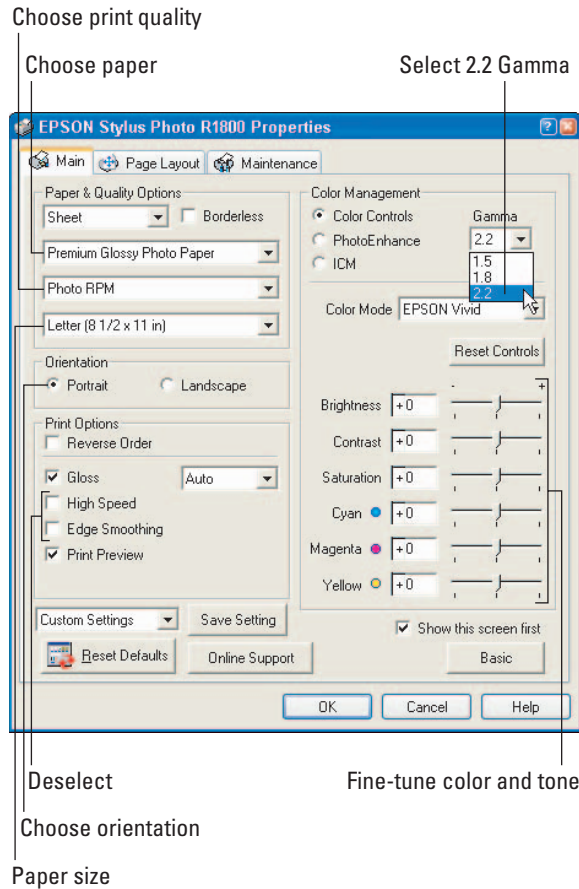 Choose print quality
Choose paper
Select 2.2 Gamma
EPSON Stylus Photo R1800 Properties
Main
Page Layout
Maintenance
Paper & Quality Options
Sheet
Borderless
Premium Glossy Photo Paper
Photo RPM
Letter (8 1/2 x 11 in)
Orientation
Portrait
Landscape
Print Options
Reverse Order
Gloss
Auto
High Speed
Edge Smoothing
Print Preview
Custom Settings
Save Setting
Reset Defaults
Online Support
Color Management
Color Controls
PhotoEnhance
ICM
Gamma
2.2
1.5
1.8
2.2
Color Mode
EPSON Vivid
Reset Controls
- +
Brightness +0
Contrast +0
Saturation +0
Cyan +0
Magenta +0
Yellow +0
Show this screen first
Basic
OK
Cancel
Help
Deselect
Fine-tune color and tone
Choose orientation
Paper size